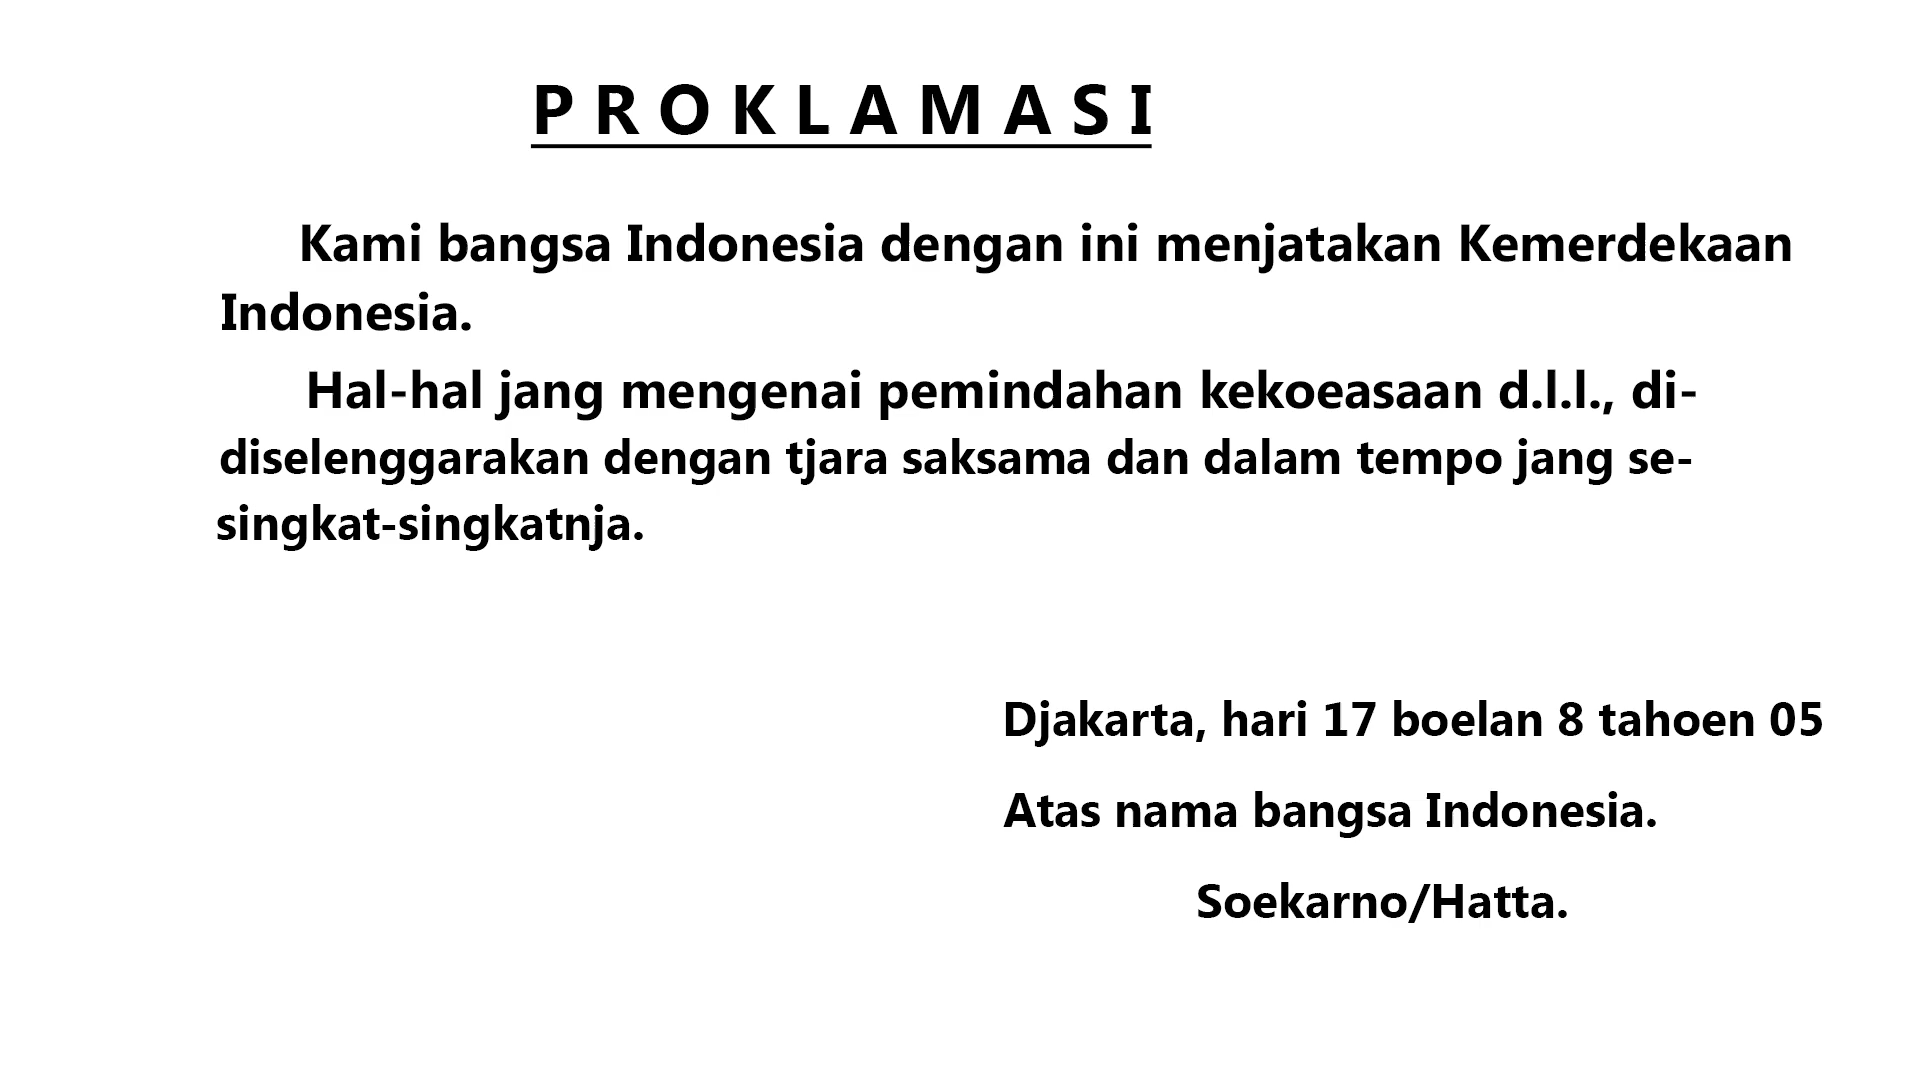 PROKLAMASI
Kami bangsa Indonesia dengan ini menjatakan Kemerdekaan
Indonesia.
Hal-hal jang mengenai pemindahan kekoeasaan d.l.l., di-
diselenggarakan dengan tjara saksama dan dalam tempo jang se-
singkat-singkatnja.
Djakarta, hari 17 boelan 8 tahoen 05
Atas nama bangsa Indonesia.
Soekarno/Hatta.